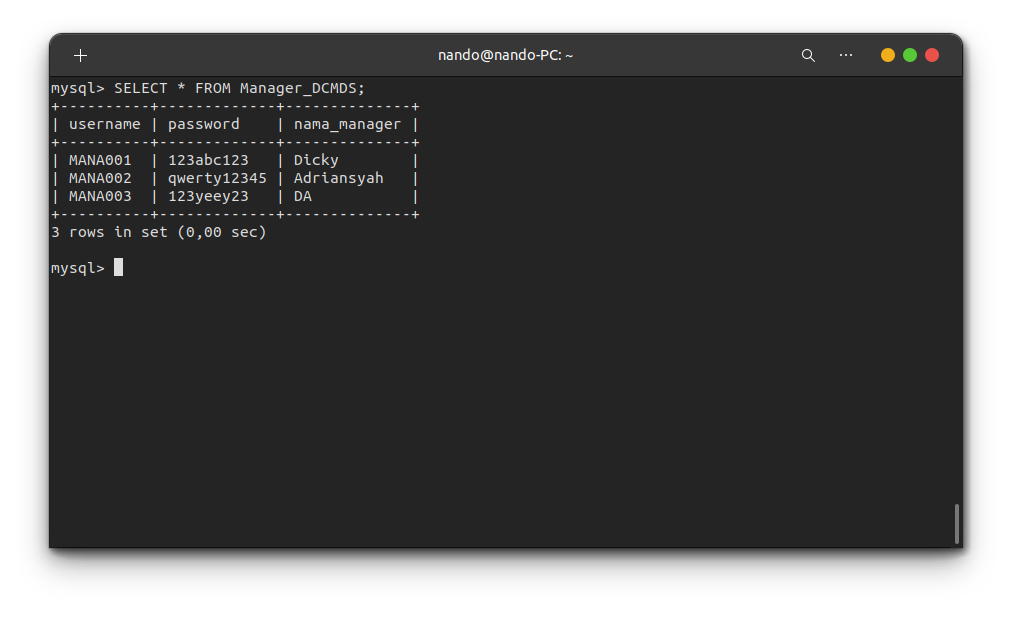 nando@nando-PC: ~
mysql> SELECT * FROM Manager_DCMDS;
+----------+-------------+--------------+
| username | password    | nama_manager |
+----------+-------------+--------------+
| MANA001  | 123abc123   | Dicky        |
| MANA002  | qwerty12345 | Adriansyah   |
| MANA003  | 123yeey23   | DA           |
+----------+-------------+--------------+
3 rows in set (0,00 sec)
mysql>